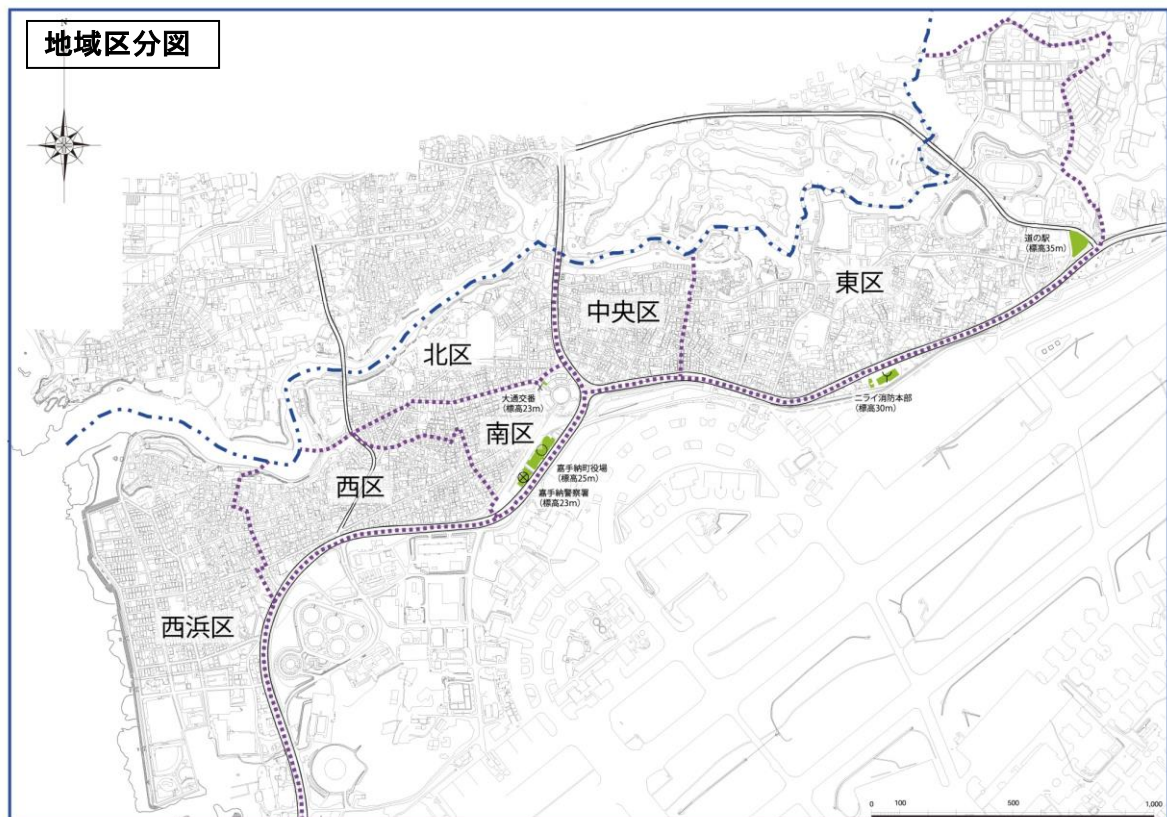 地域区分図
N
道の駅
(標高35m)
東区
中央区
北区
大通交番
(標高23m)
ニライ消防本部
(標高30m)
南区
嘉手納町役場
(標高25m)
嘉手納警察署
(標高23m)
西区
西浜区
0 100 500 1,000